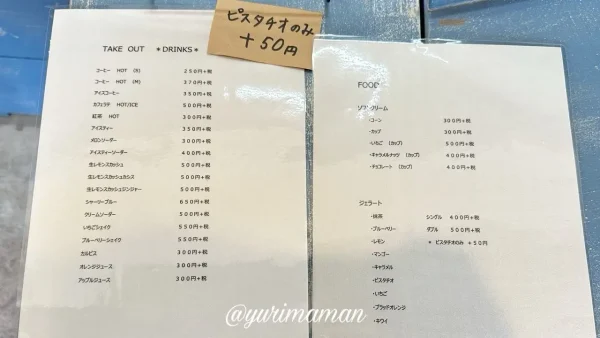 ピスタチオのみ
+50円
TAKE OUT *DRINKS*
コーヒー HOT (S) 250円+税
コーヒー HOT (M) 370円+税
アイスコーヒー 350円+税
カフェラテ HOT/ICE 500円+税
紅茶 HOT 300円+税
アイスティー 350円+税
メロンソーダー 300円+税
アイスティーソーダー 400円+税
生レモンスカッシュ 500円+税
生レモンスカッシュカシス 500円+税
生レモンスカッシュジンジャー 500円+税
シャーリーブルー 650円+税
クリームソーダー 500円+税
いちごシェイク 550円+税
ブルーベリーシェイク 550円+税
カルピス 300円+税
オレンジジュース 300円+税
アップルジュース 300円+税
FOOD
ソフトクリーム
・コーン 300円+税
・カップ 300円+税
・いちご (カップ) 500円+税
・キャラメルナッツ (カップ) 400円+税
・チョコレート (カップ) 400円+税
ジェラート
・抹茶 シングル 400円+税
・ブルーベリー ダブル 500円+税
・レモン * ピスタチオのみ +50円
・マンゴー
・キャラメル
・ピスタチオ
・いちご
・ブラッドオレンジ
・キウイ
@yurimaman